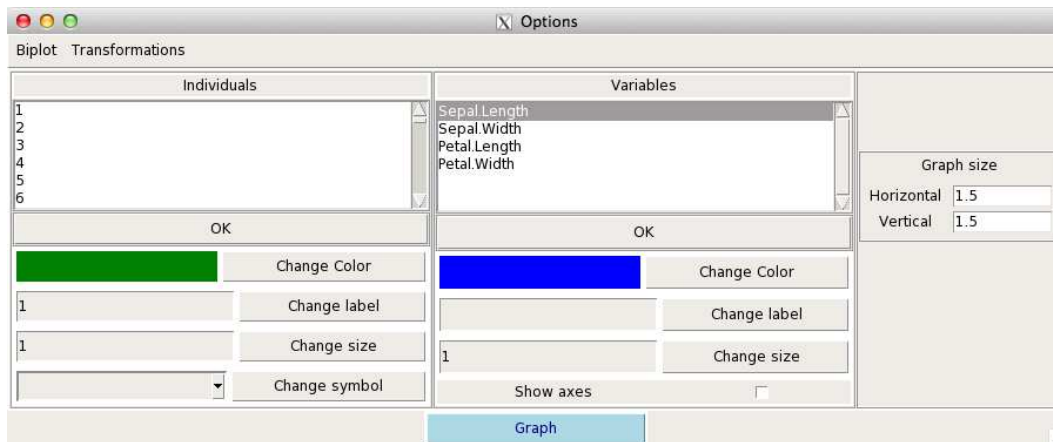 Options
Biplot Transformations
Individuals
1
2
3
4
5
6
OK
Change Color
1 Change label
1 Change size
Change symbol
Variables
Sepal.Length
Sepal.Width
Petal.Length
Petal.Width
OK
Change Color
Change label
1 Change size
Show axes
Graph size
Horizontal 1.5
Vertical 1.5
Graph